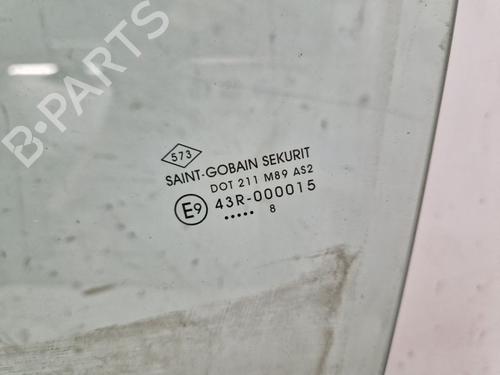 B-PARTS
573
SAINT-GOBAIN SEKURIT
DOT 211 M89 AS2
E9 43R-000015
..... 8